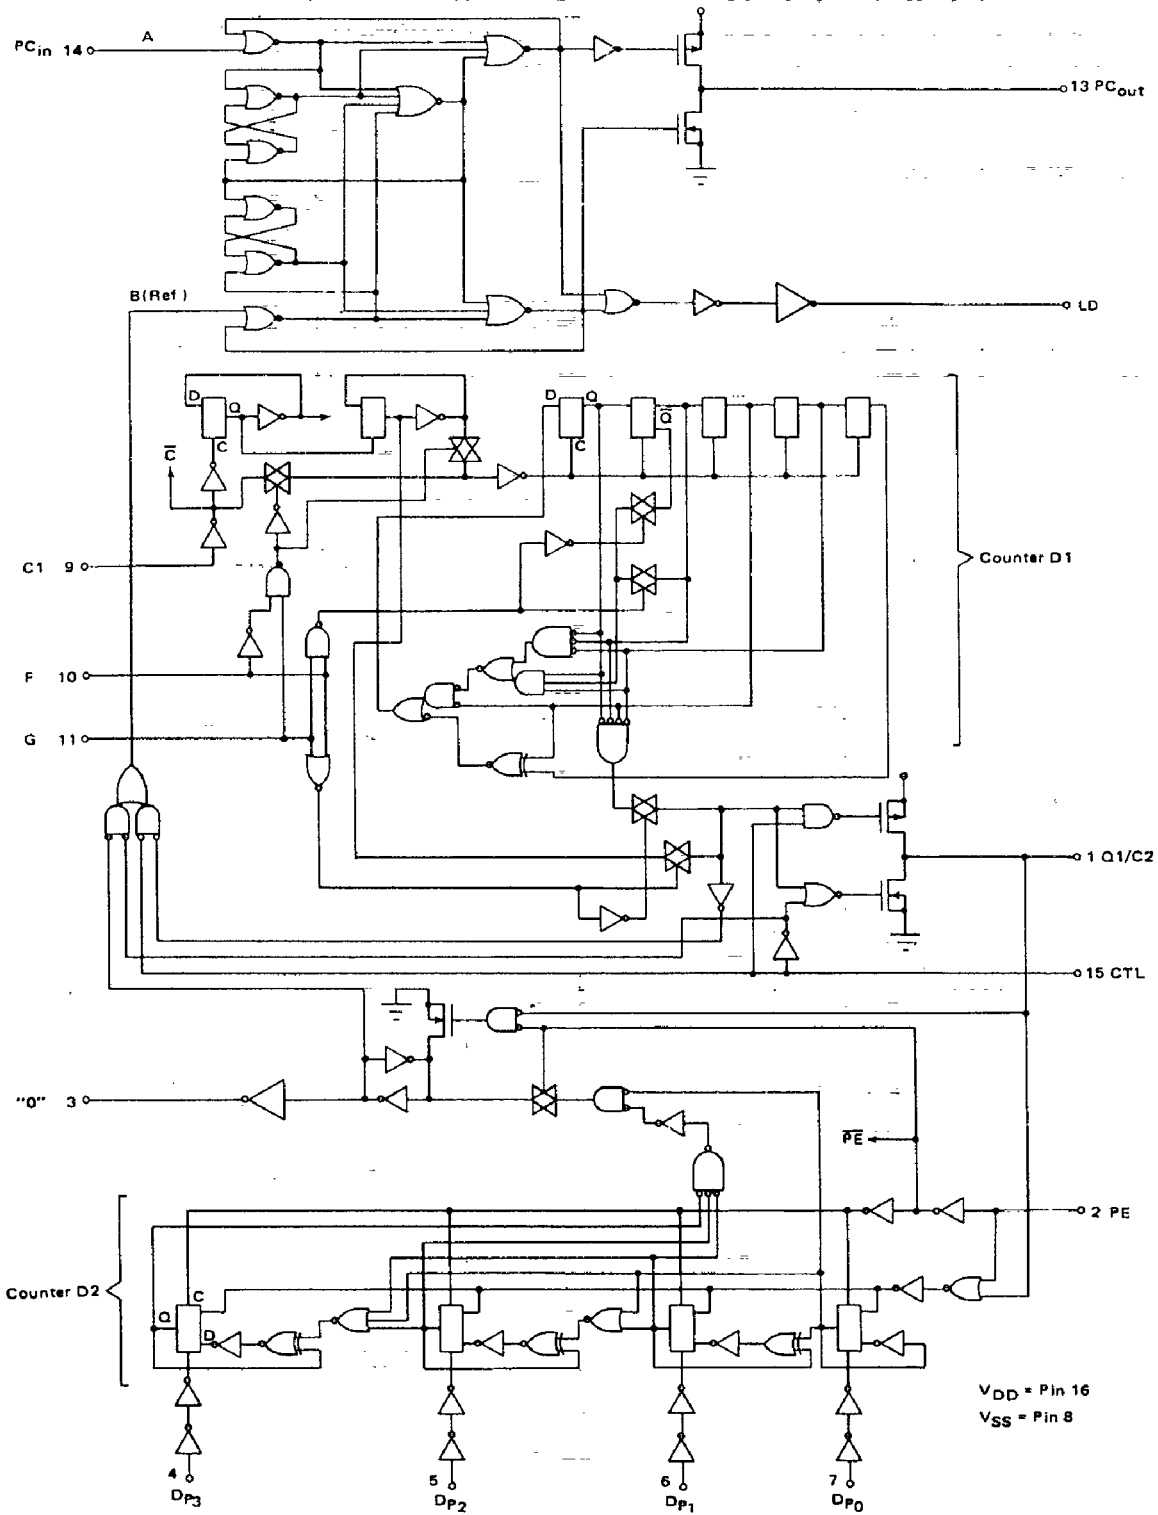 PCin 14
A
13 PCout
B(Ref)
LD
D
Q
C
C̅
D
Q
Q̅
C
C1 9
Counter D1
F 10
G 11
1 Q1/C2
15 CTL
"0" 3
P̅E̅
2 PE
Counter D2
C
Q
D
VDD = Pin 16
VSS = Pin 8
4
DP3
5
DP2
6
DP1
7
DP0